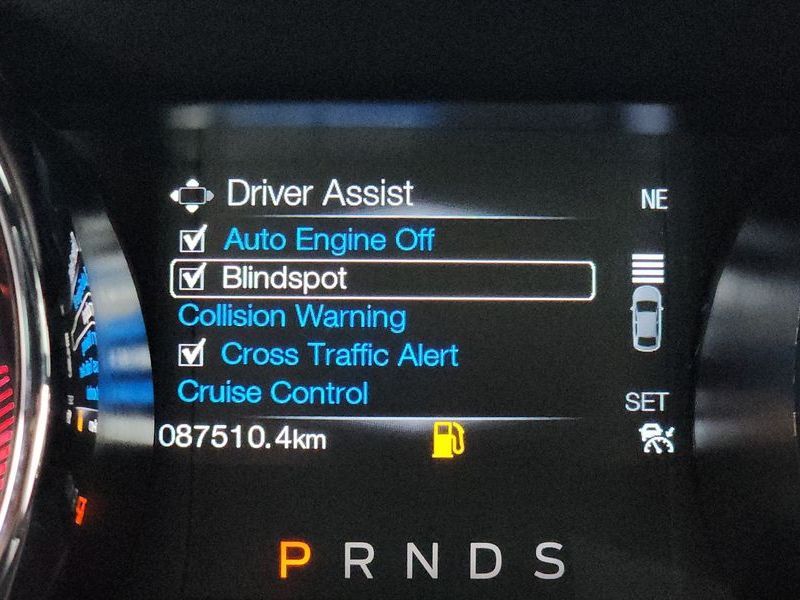 Driver Assist
NE
Auto Engine Off
Blindspot
Collision Warning
Cross Traffic Alert
Cruise Control
SET
087510.4km
P R N D S